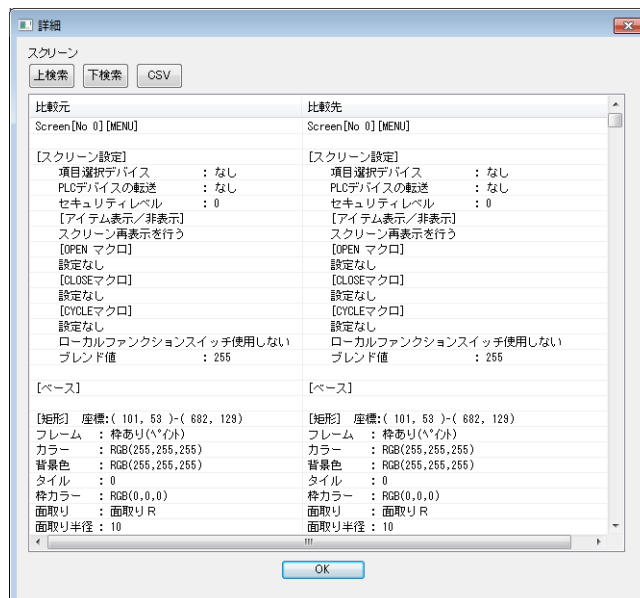 詳細
スクリーン
上検索 下検索 CSV
比較元 比較先
Screen[No 0][MENU] Screen[No 0][MENU]
[スクリーン設定] [スクリーン設定]
項目選択デバイス : なし 項目選択デバイス : なし
PLCデバイスの転送 : なし PLCデバイスの転送 : なし
セキュリティレベル : 0 セキュリティレベル : 0
[アイテム表示／非表示] [アイテム表示／非表示]
スクリーン再表示を行う スクリーン再表示を行う
[OPEN マクロ] [OPEN マクロ]
設定なし 設定なし
[CLOSEマクロ] [CLOSEマクロ]
設定なし 設定なし
[CYCLEマクロ] [CYCLEマクロ]
設定なし 設定なし
ローカルファンクションスイッチ使用しない ローカルファンクションスイッチ使用しない
ブレンド値 : 255 ブレンド値 : 255
[ベース] [ベース]
[矩形] 座標:( 101, 53 )-( 682, 129) [矩形] 座標:( 101, 53 )-( 682, 129)
フレーム : 枠あり(ﾍﾟｲﾝﾄ) フレーム : 枠あり(ﾍﾟｲﾝﾄ)
カラー : RGB(255,255,255) カラー : RGB(255,255,255)
背景色 : RGB(255,255,255) 背景色 : RGB(255,255,255)
タイル : 0 タイル : 0
枠カラー : RGB(0,0,0) 枠カラー : RGB(0,0,0)
面取り : 面取りＲ 面取り : 面取りＲ
面取り半径 : 10 面取り半径 : 10
OK